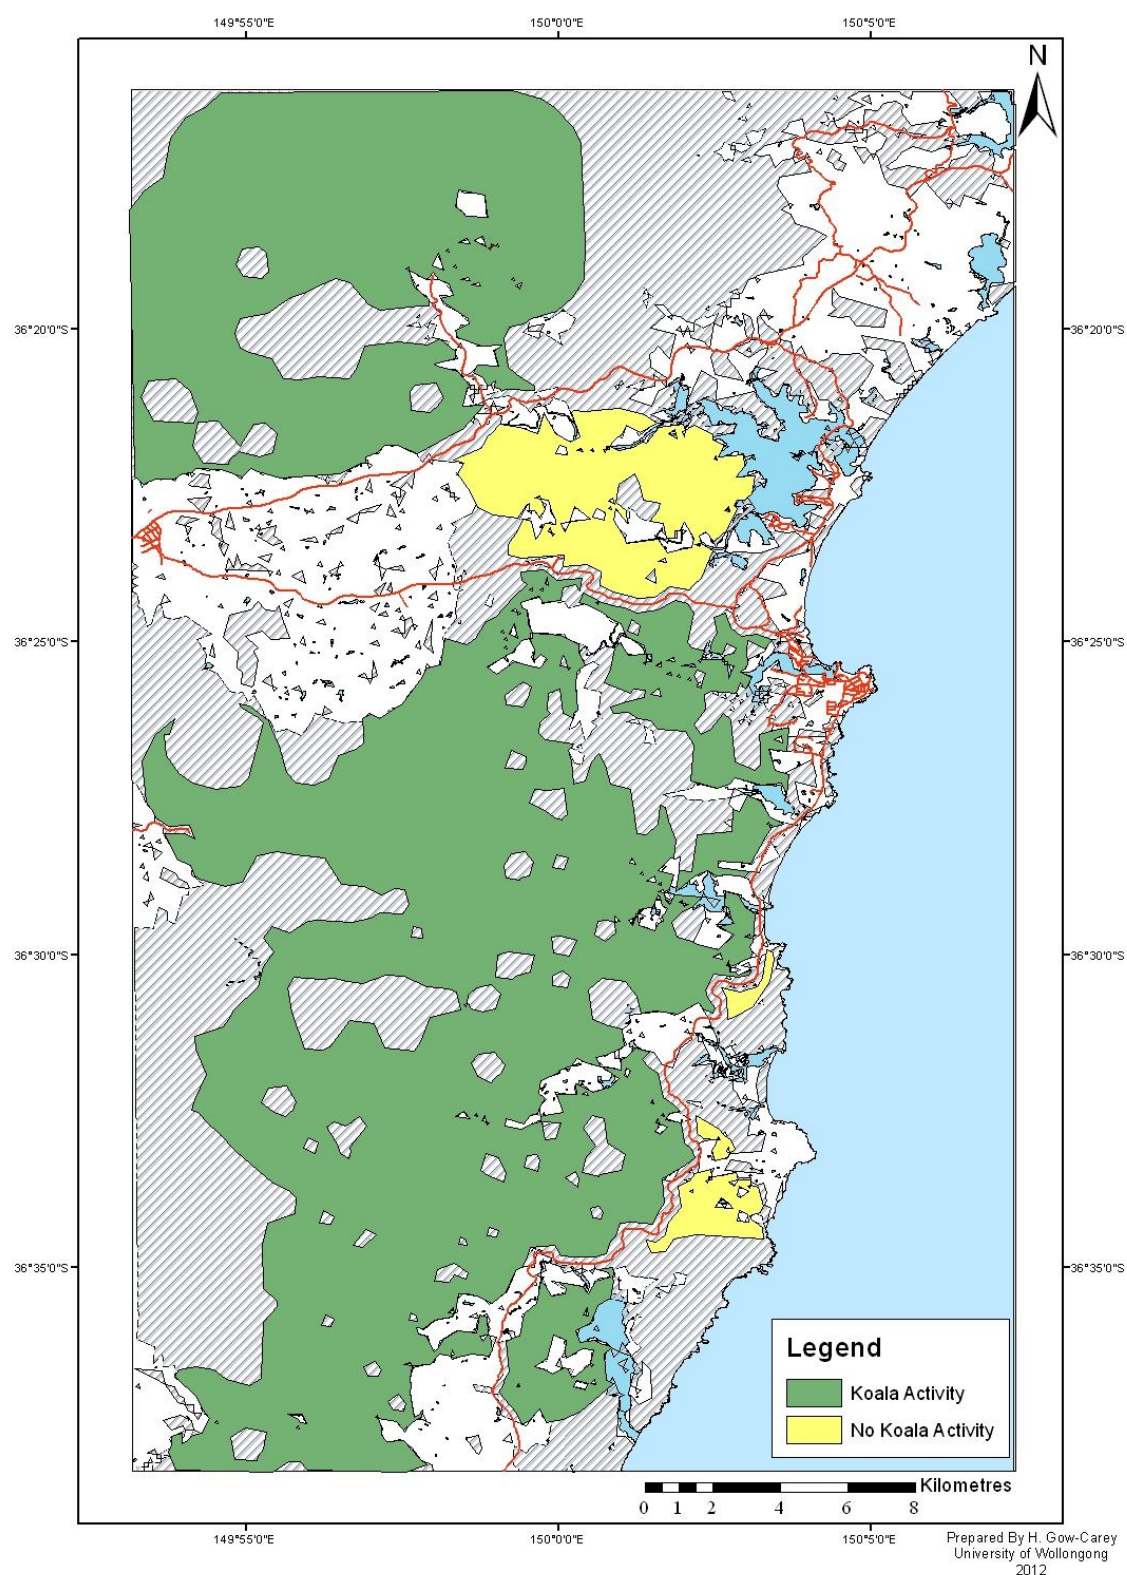 149°55'0"E 150°0'0"E 150°5'0"E
N
36°20'0"S 36°20'0"S
36°25'0"S 36°25'0"S
36°30'0"S 36°30'0"S
36°35'0"S 36°35'0"S
Legend
Koala Activity
No Koala Activity
Kilometres
0 1 2 4 6 8
149°55'0"E 150°0'0"E 150°5'0"E
Prepared By H. Gow-Carey
University of Wollongong
2012